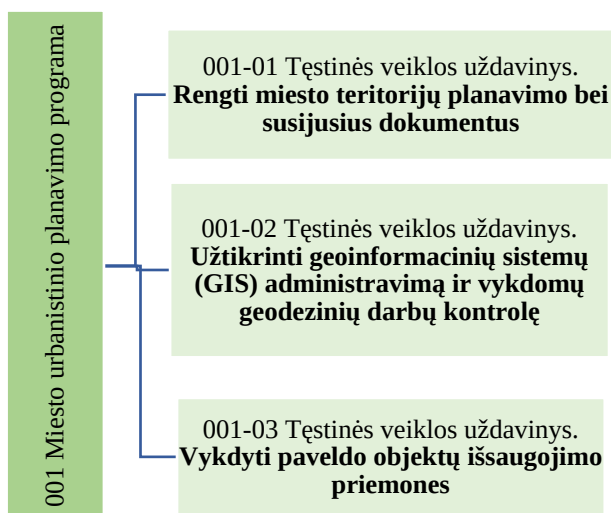 001 Miesto urbanistinio planavimo programa
001-01 Tęstinės veiklos uždavinys.
Rengti miesto teritorijų planavimo bei
susijusius dokumentus
001-02 Tęstinės veiklos uždavinys.
Užtikrinti geoinformacinių sistemų
(GIS) administravimą ir vykdomų
geodezinių darbų kontrolę
001-03 Tęstinės veiklos uždavinys.
Vykdyti paveldo objektų išsaugojimo
priemones